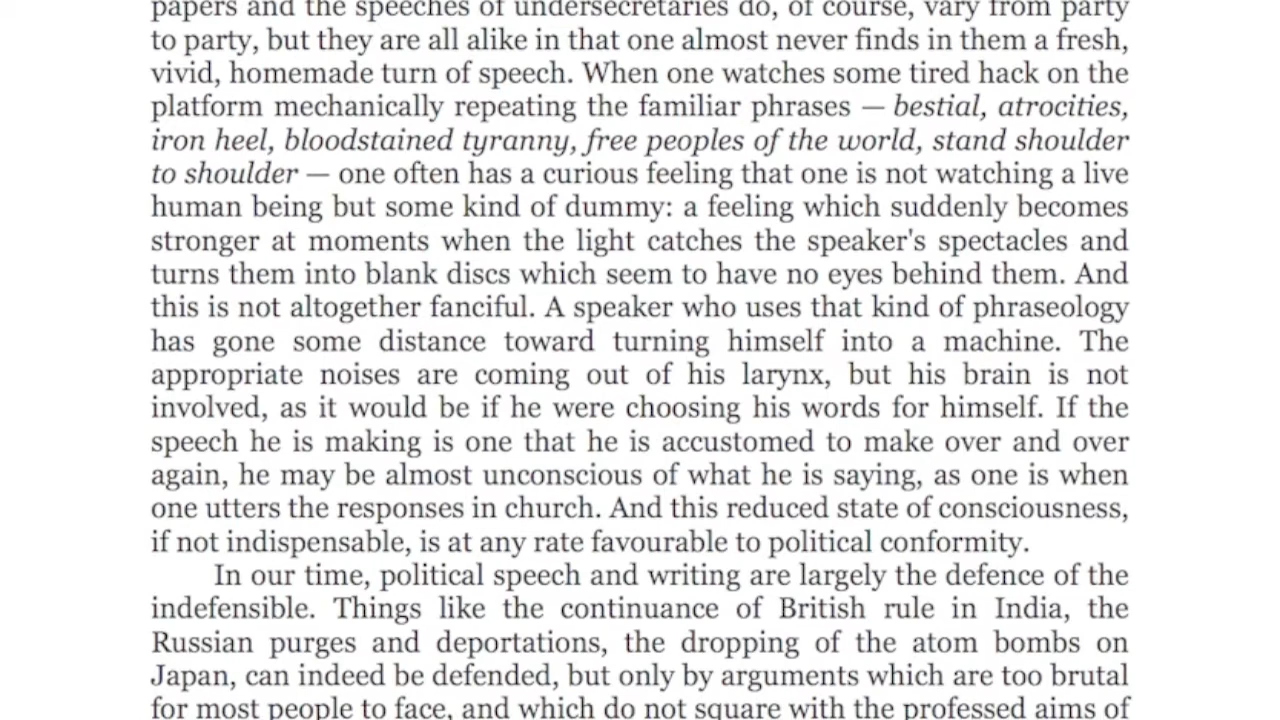 papers and the speeches of undersecretaries do, of course, vary from party
to party, but they are all alike in that one almost never finds in them a fresh,
vivid, homemade turn of speech. When one watches some tired hack on the
platform mechanically repeating the familiar phrases — bestial, atrocities,
iron heel, bloodstained tyranny, free peoples of the world, stand shoulder
to shoulder — one often has a curious feeling that one is not watching a live
human being but some kind of dummy: a feeling which suddenly becomes
stronger at moments when the light catches the speaker's spectacles and
turns them into blank discs which seem to have no eyes behind them. And
this is not altogether fanciful. A speaker who uses that kind of phraseology
has gone some distance toward turning himself into a machine. The
appropriate noises are coming out of his larynx, but his brain is not
involved, as it would be if he were choosing his words for himself. If the
speech he is making is one that he is accustomed to make over and over
again, he may be almost unconscious of what he is saying, as one is when
one utters the responses in church. And this reduced state of consciousness,
if not indispensable, is at any rate favourable to political conformity.
In our time, political speech and writing are largely the defence of the
indefensible. Things like the continuance of British rule in India, the
Russian purges and deportations, the dropping of the atom bombs on
Japan, can indeed be defended, but only by arguments which are too brutal
for most people to face, and which do not square with the professed aims of